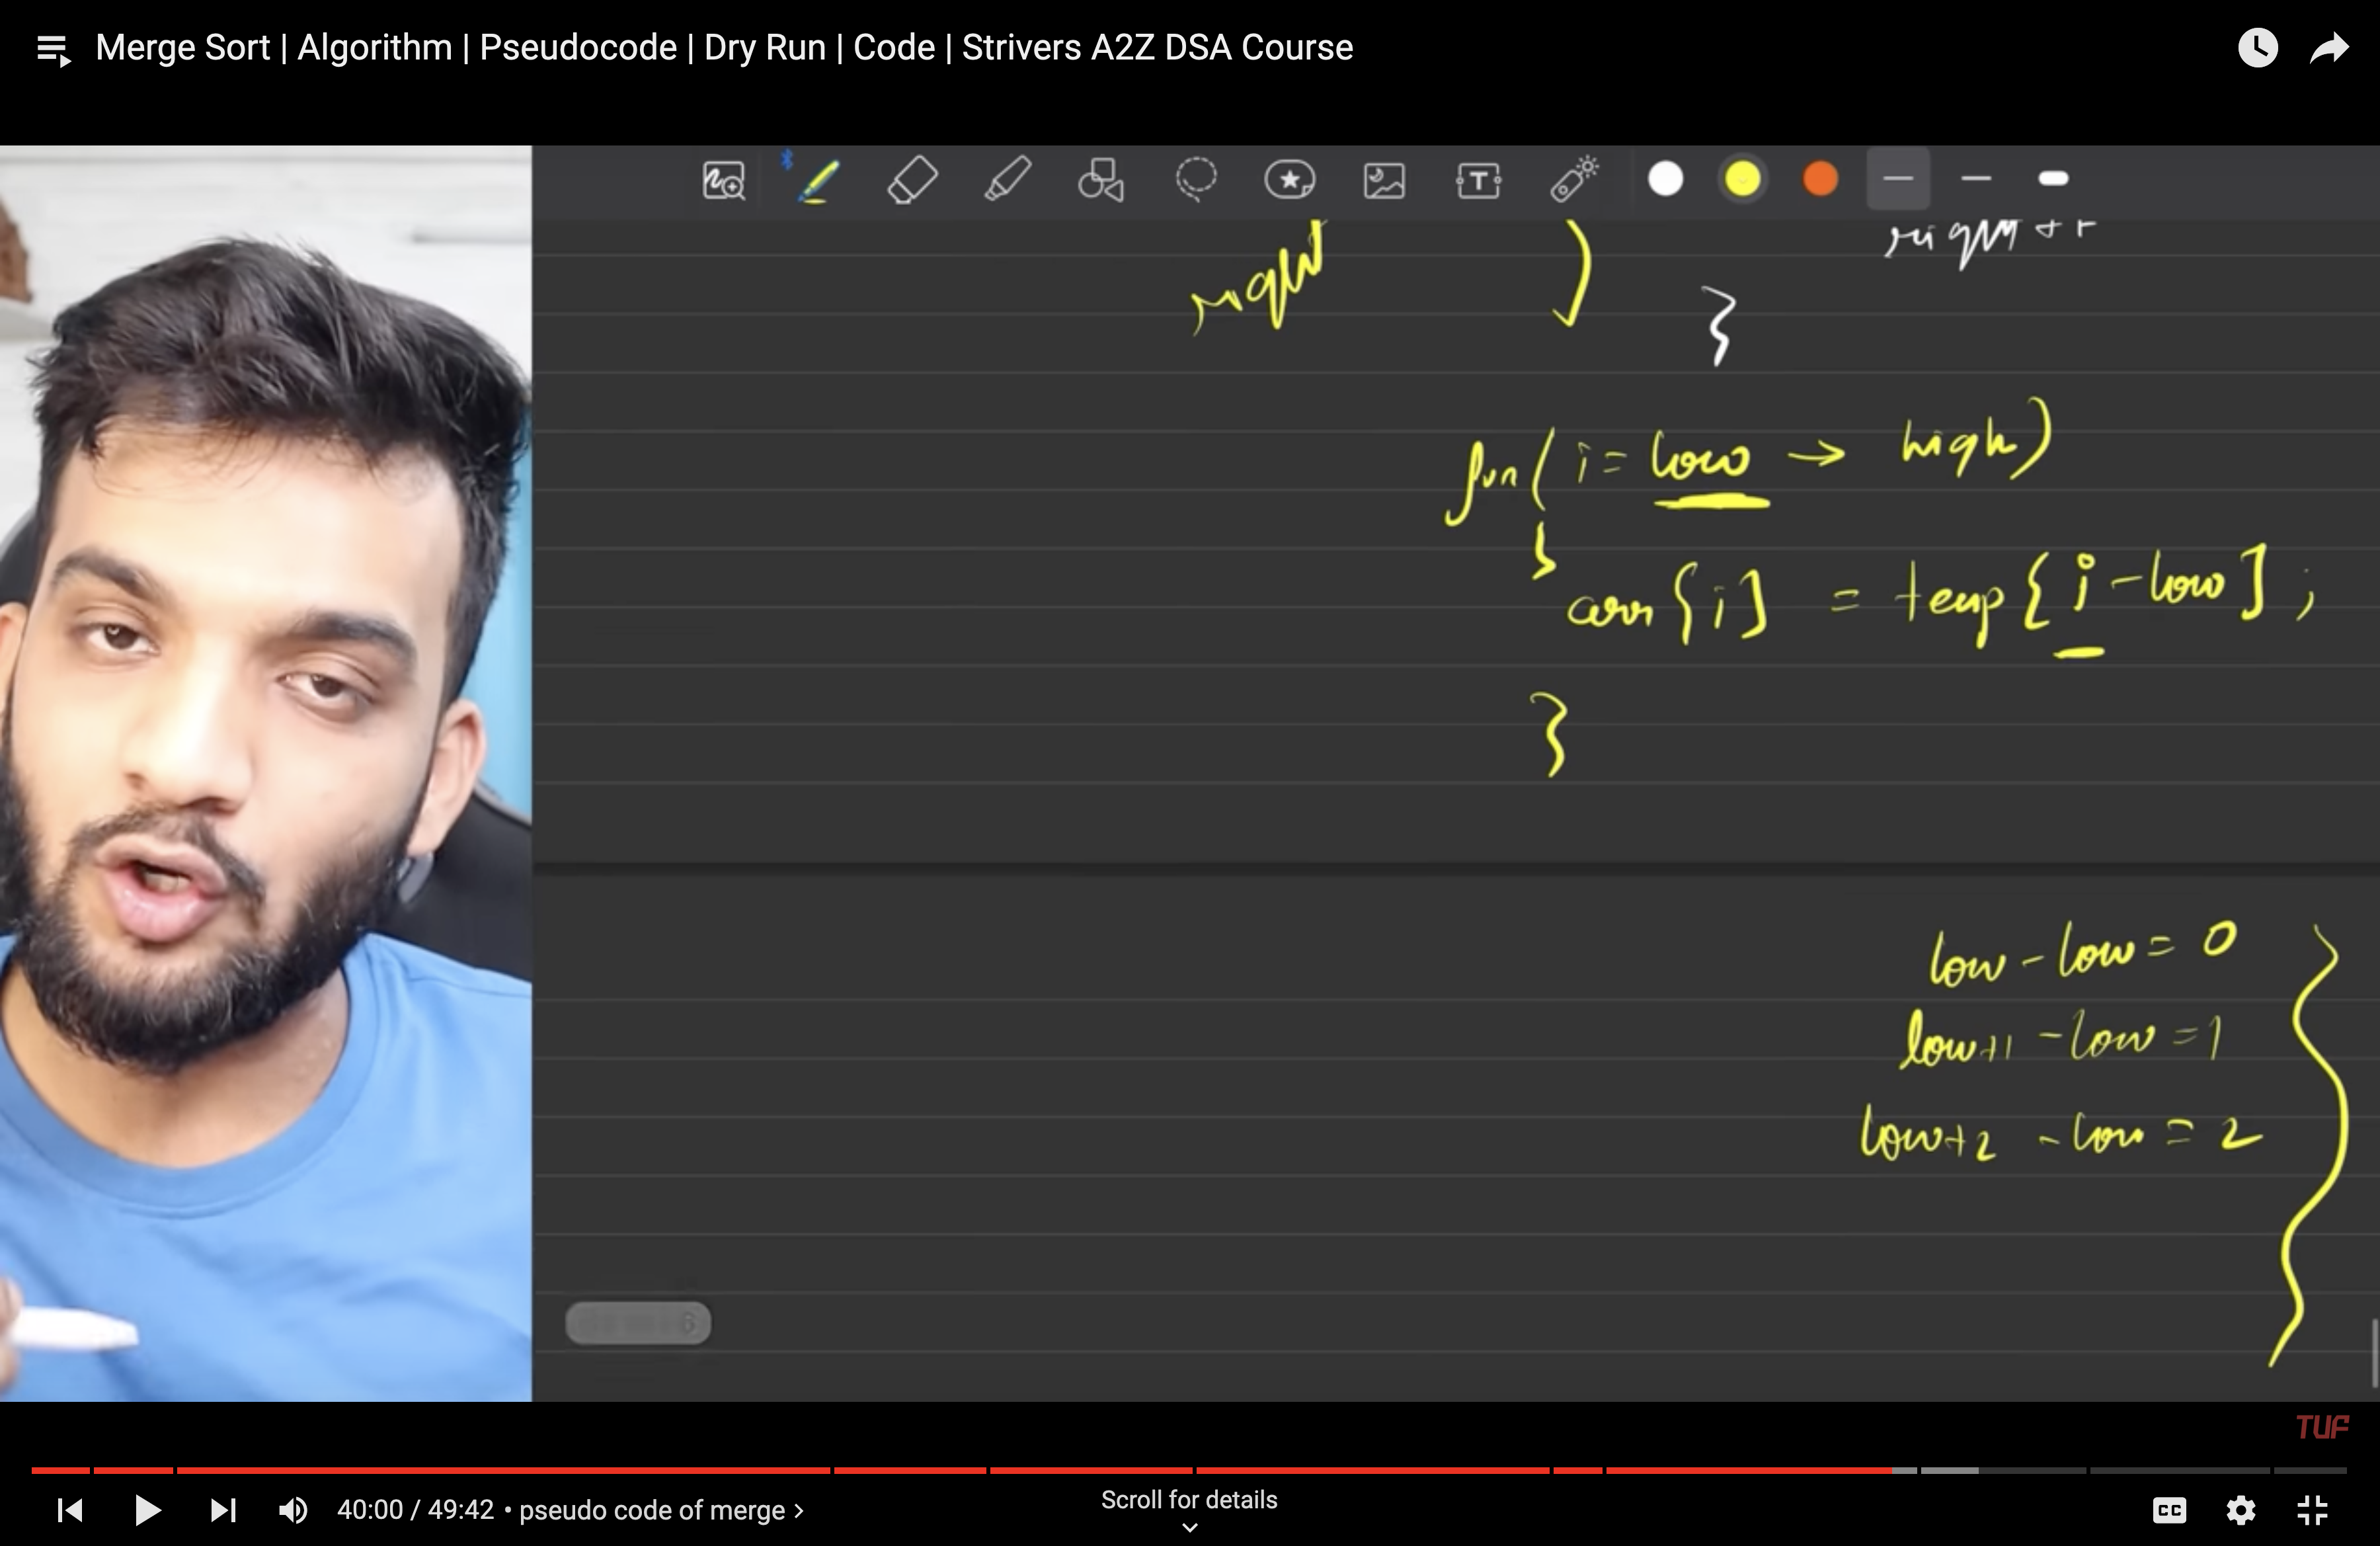 Merge Sort | Algorithm | Pseudocode | Dry Run | Code | Strivers A2Z DSA Course
T
right++
right
}
for( i = low → high)
{
arr[i] = temp[i - low];
}
low - low = 0
low+1 - low = 1
low+2 - low = 2
6
TUF
40:00 / 49:42 • pseudo code of merge >
Scroll for details
CC